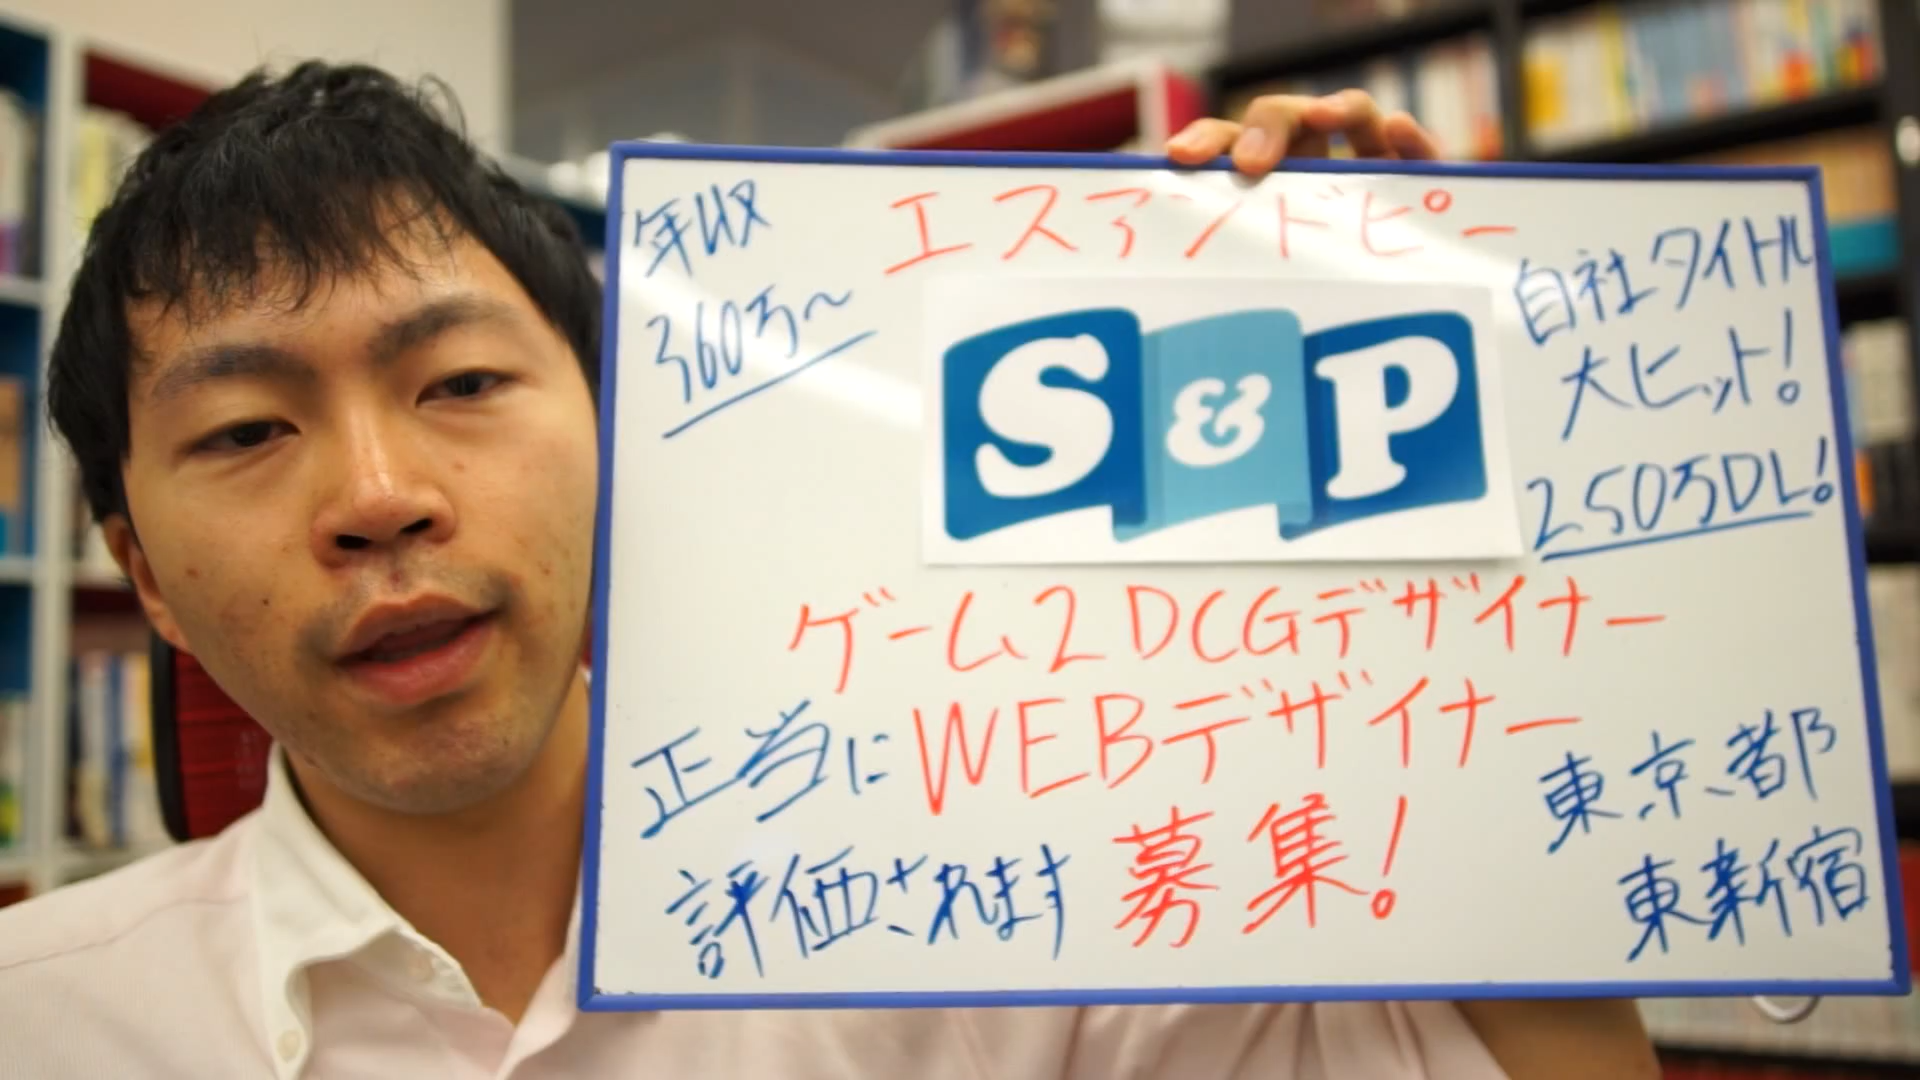 エスアンドピー
年収
360万～
S&P
自社タイトル
大ヒット!
250万DL!
ゲーム2DCGデザイナー
WEBデザイナー
募集!
正当に
評価されます
東京都
東新宿